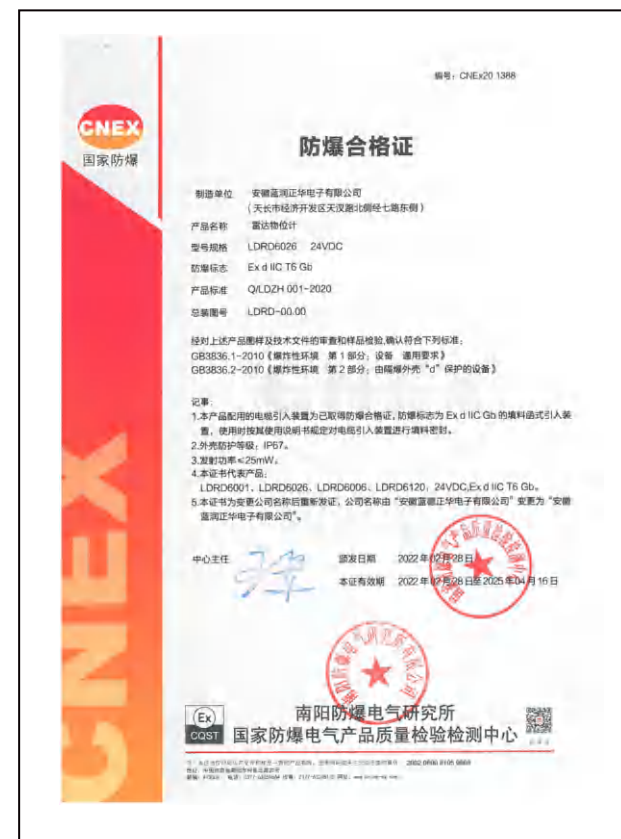 编号：CNEx20 1388
CNEX
国家防爆
防爆合格证
制造单位 安徽蓝润正华电子有限公司
（天长市经济开发区天汊路北侧经七路东侧）
产品名称 雷达物位计
型号规格 LDRD6026 24VDC
防爆标志 Ex d IIC T6 Gb
产品标准 Q/LDZH 001-2020
总装图号 LDRD-00.00
经对上述产品图样及技术文件的审查和样品检验,确认符合下列标准：
GB3836.1-2010《爆炸性环境 第1部分：设备 通用要求》
GB3836.2-2010《爆炸性环境 第2部分：由隔爆外壳“d”保护的设备》
记事：
1.本产品配用的电缆引入装置为已取得防爆合格证,防爆标志为 Ex d IIC Gb 的填料函式引入装
置，使用时按其使用说明书规定对电缆引入装置进行填料密封。
2.外壳防护等级：IP67。
3.发射功率≤25mW。
4.本证书代表产品：
LDRD6001、LDRD6026、LDRD6006、LDRD6120，24VDC,Ex d IIC T6 Gb。
5.本证书为变更公司名称后重新发证，公司名称由“安徽蓝德正华电子有限公司”变更为“安徽
蓝润正华电子有限公司”。
中心主任
颁发日期 2022年02月28日
本证有效期 2022年02月28日至2025年04月16日
CNEX
Ex
CQST
南阳防爆电气研究所
国家防爆电气产品质量检验检测中心